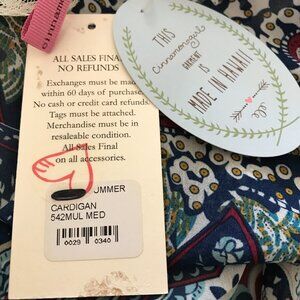 cinnamon
ALL SALES FINAL
NO REFUNDS
Exchanges must be made
within 60 days of purchase
No cash or credit card refunds.
Tags must be attached.
Merchandise must be in
resaleable condition.
All Sales Final
on all accessories.
UMMER
CARDIGAN
542MUL MED
0029 0340
THIS
cinnamongirl
GARMENT IS
MADE IN HAWAII